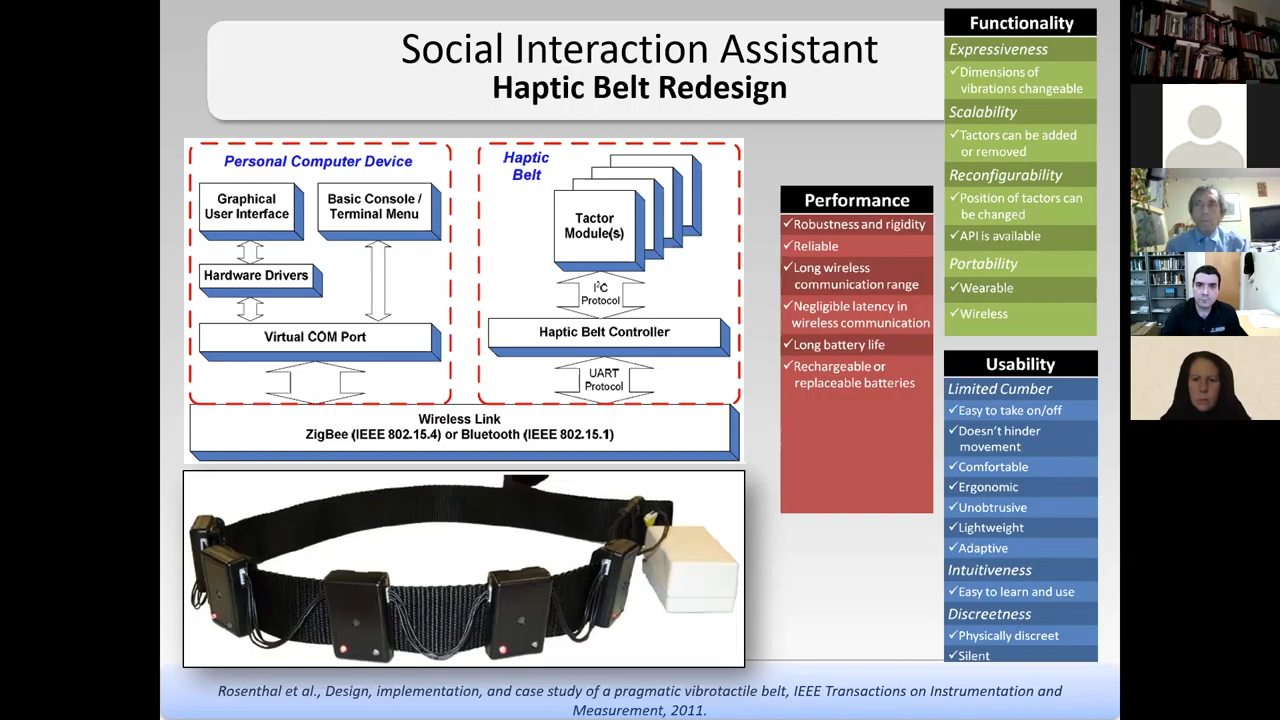 Social Interaction Assistant
Haptic Belt Redesign
Personal Computer Device
Graphical
User Interface
Basic Console /
Terminal Menu
Hardware Drivers
Virtual COM Port
Haptic
Belt
Tactor
Module(s)
I²C
Protocol
Haptic Belt Controller
UART
Protocol
Wireless Link
ZigBee (IEEE 802.15.4) or Bluetooth (IEEE 802.15.1)
Performance
✓Robustness and rigidity
✓Reliable
✓Long wireless
communication range
✓Negligible latency in
wireless communication
✓Long battery life
✓Rechargeable or
replaceable batteries
Functionality
Expressiveness
✓Dimensions of
vibrations changeable
Scalability
✓Tactors can be added
or removed
Reconfigurability
✓Position of tactors can
be changed
✓API is available
Portability
✓Wearable
✓Wireless
Usability
Limited Cumber
✓Easy to take on/off
✓Doesn't hinder
movement
✓Comfortable
✓Ergonomic
✓Unobtrusive
✓Lightweight
✓Adaptive
Intuitiveness
✓Easy to learn and use
Discreetness
✓Physically discreet
✓Silent
Rosenthal et al., Design, implementation, and case study of a pragmatic vibrotactile belt, IEEE Transactions on Instrumentation and
Measurement, 2011.